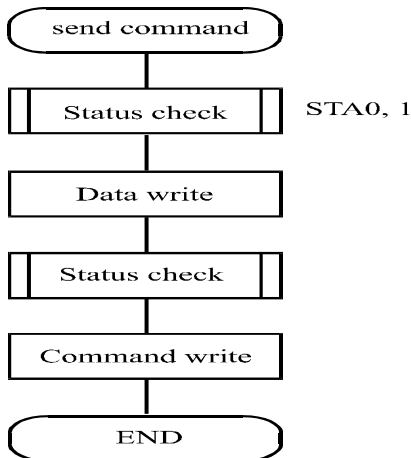 send command
Status check
STA0, 1
Data write
Status check
Command write
END